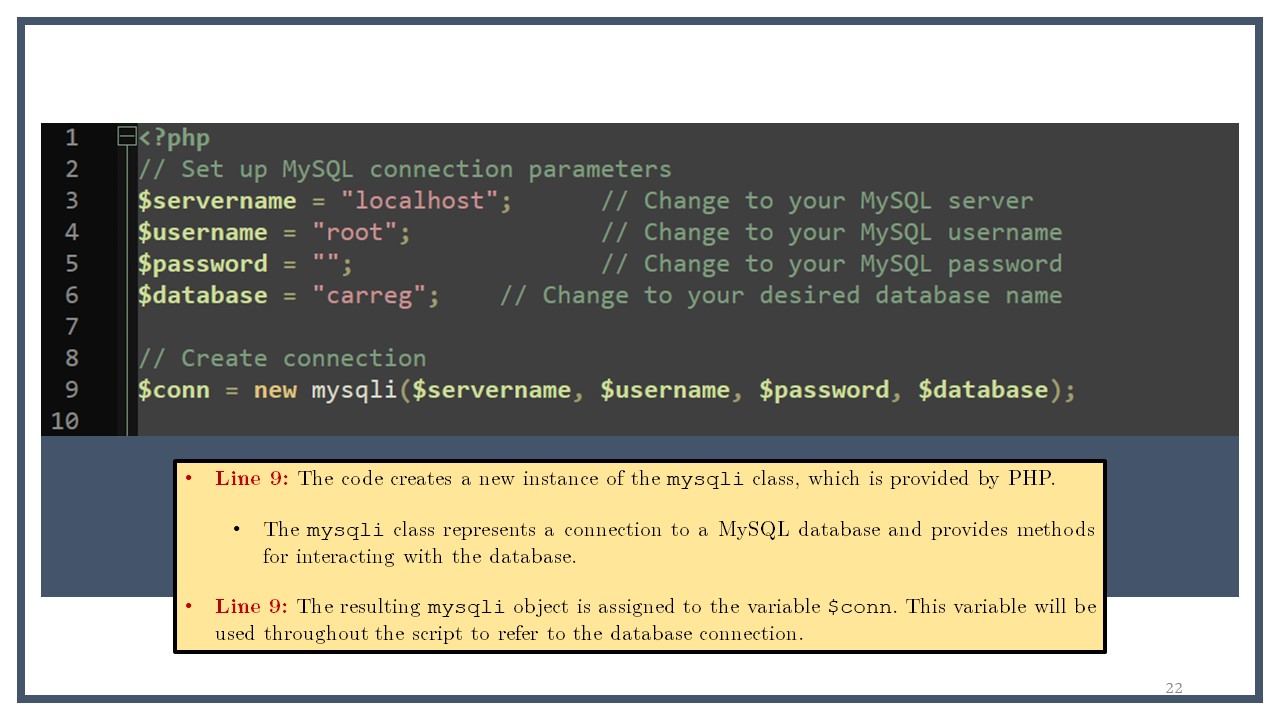 1 <?php
2 // Set up MySQL connection parameters
3 $servername = "localhost"; // Change to your MySQL server
4 $username = "root"; // Change to your MySQL username
5 $password = ""; // Change to your MySQL password
6 $database = "carreg"; // Change to your desired database name
7
8 // Create connection
9 $conn = new mysqli($servername, $username, $password, $database);
10
• Line 9: The code creates a new instance of the mysqli class, which is provided by PHP.
• The mysqli class represents a connection to a MySQL database and provides methods
for interacting with the database.
• Line 9: The resulting mysqli object is assigned to the variable $conn. This variable will be
used throughout the script to refer to the database connection.
22